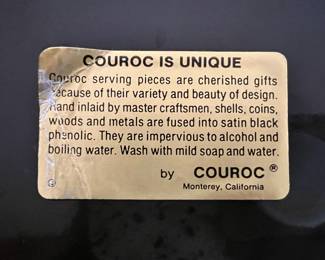 COUROC IS UNIQUE
Couroc serving pieces are cherished gifts
because of their variety and beauty of design.
Hand inlaid by master craftsmen, shells, coins,
woods and metals are fused into satin black
phenolic. They are impervious to alcohol and
boiling water. Wash with mild soap and water.
by COUROC ®
Monterey, California